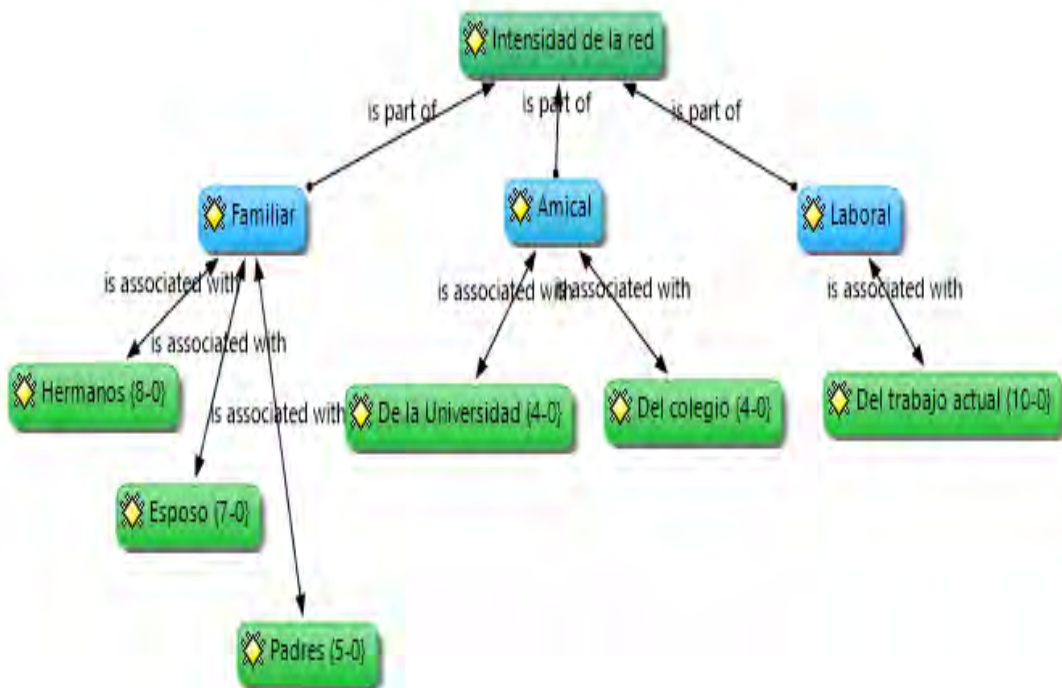 Intensidad de la red
is part of
is part of
is part of
Familiar
Amical
Laboral
is associated with
is associated with
is associated with
is associated with
is associated with
is associated with
Hermanos {8-0}
De la Universidad {4-0}
Del colegio {4-0}
Del trabajo actual {10-0}
Esposo {7-0}
Padres {5-0}